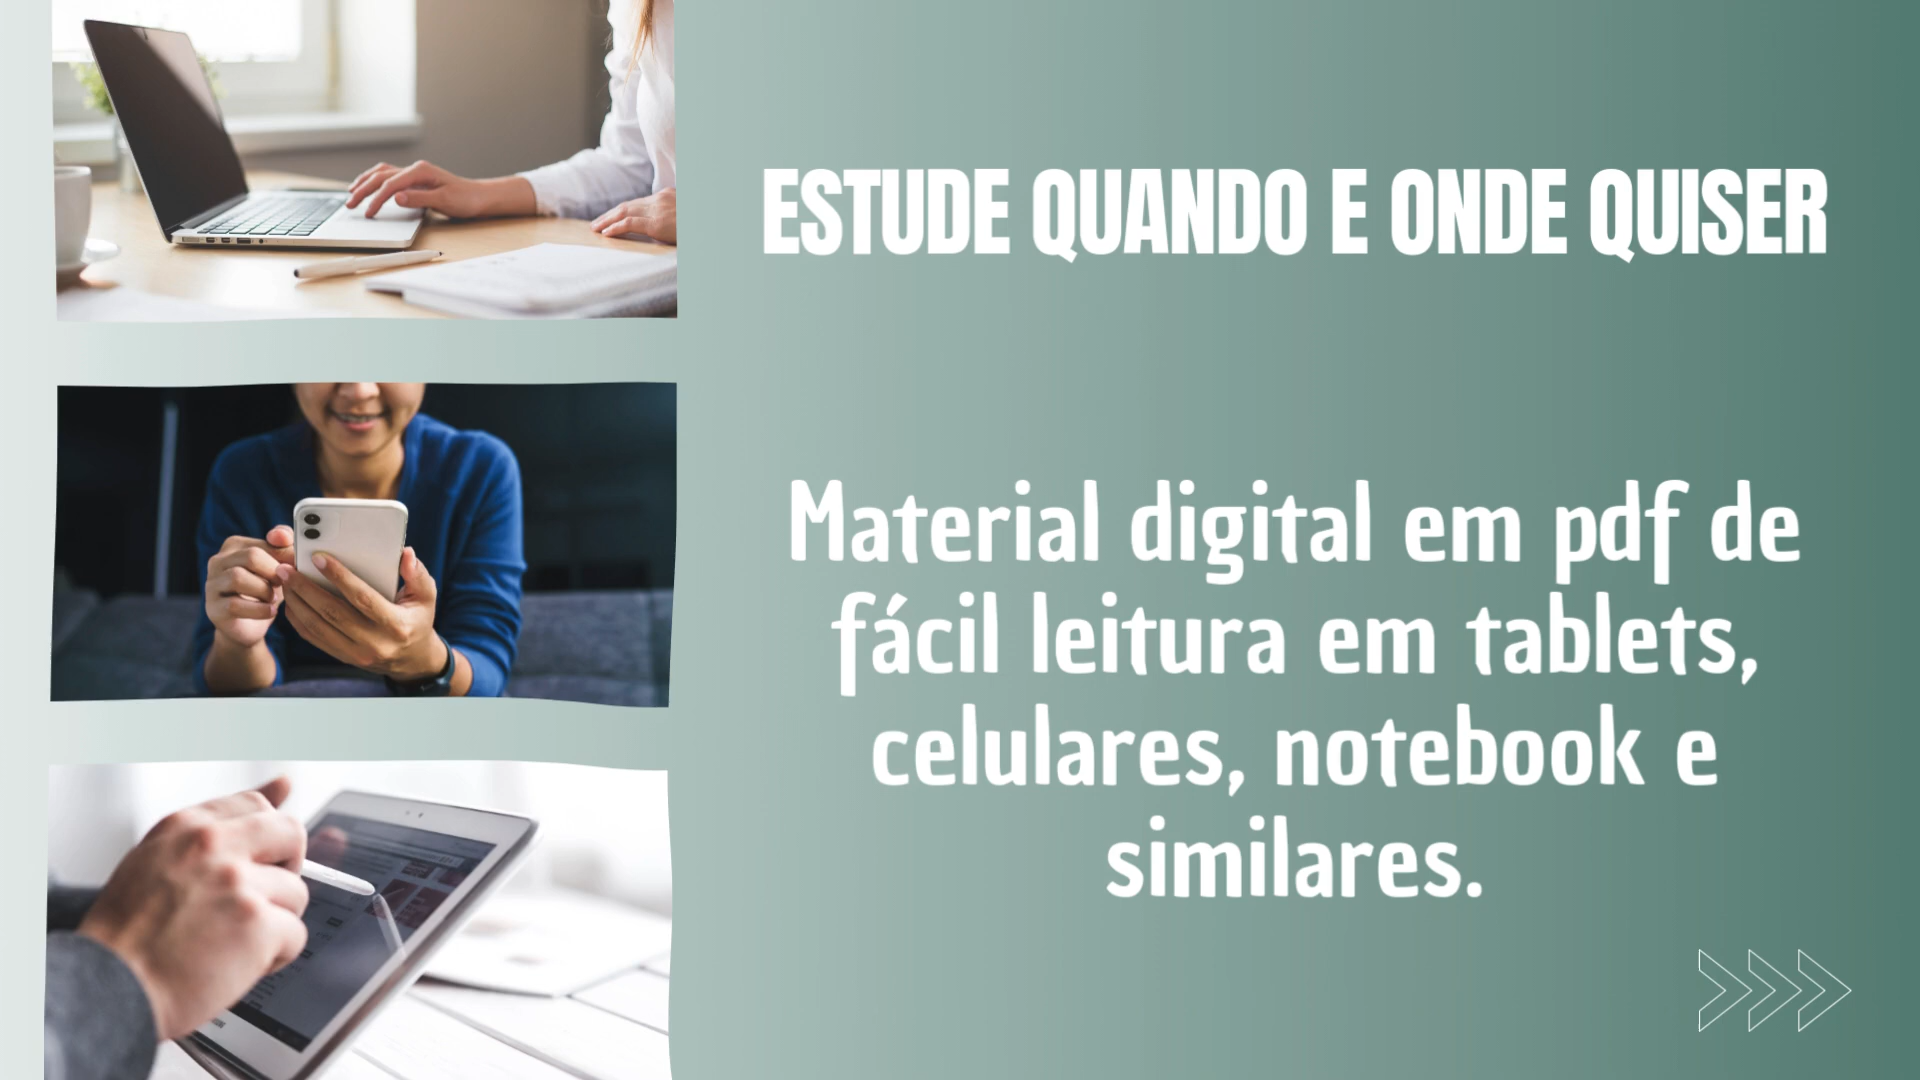 ESTUDE QUANDO E ONDE QUISER
Material digital em pdf de
fácil leitura em tablets,
celulares, notebook e
similares.